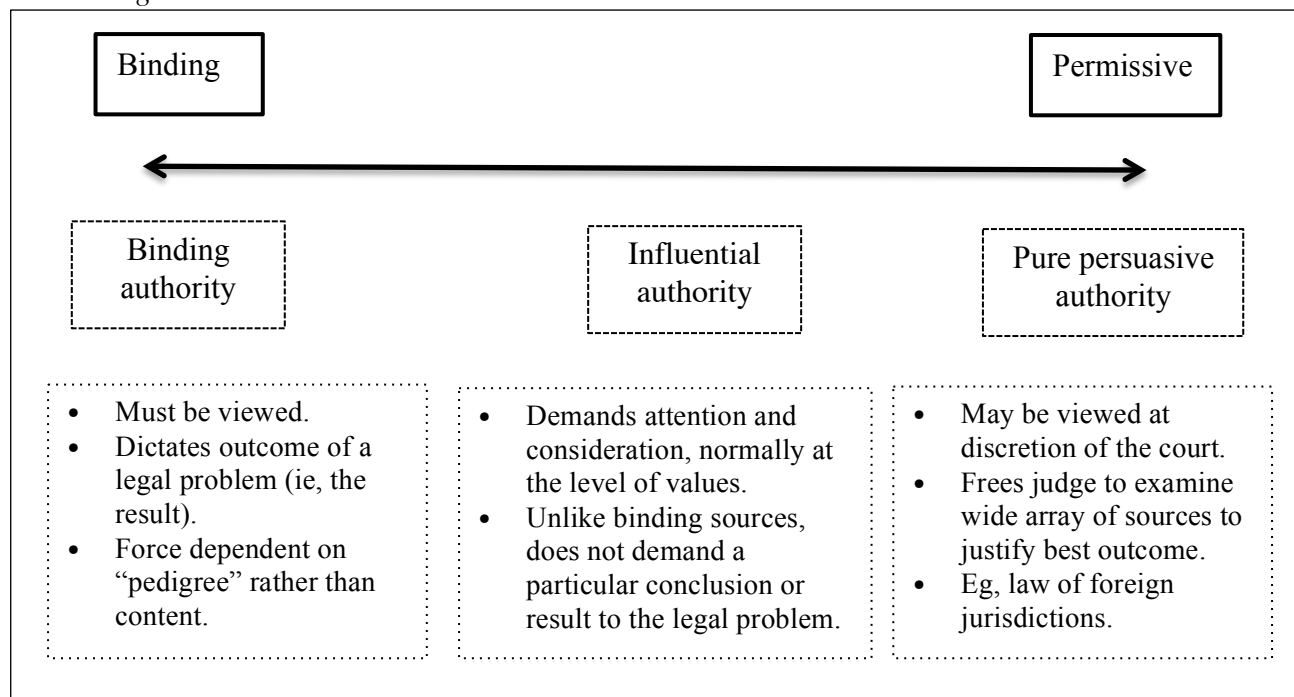 Binding
Permissive
Binding
authority
Influential
authority
Pure persuasive
authority
• Must be viewed.
• Dictates outcome of a
legal problem (ie, the
result).
• Force dependent on
“pedigree” rather than
content.
• Demands attention and
consideration, normally at
the level of values.
• Unlike binding sources,
does not demand a
particular conclusion or
result to the legal problem.
• May be viewed at
discretion of the court.
• Frees judge to examine
wide array of sources to
justify best outcome.
• Eg, law of foreign
jurisdictions.